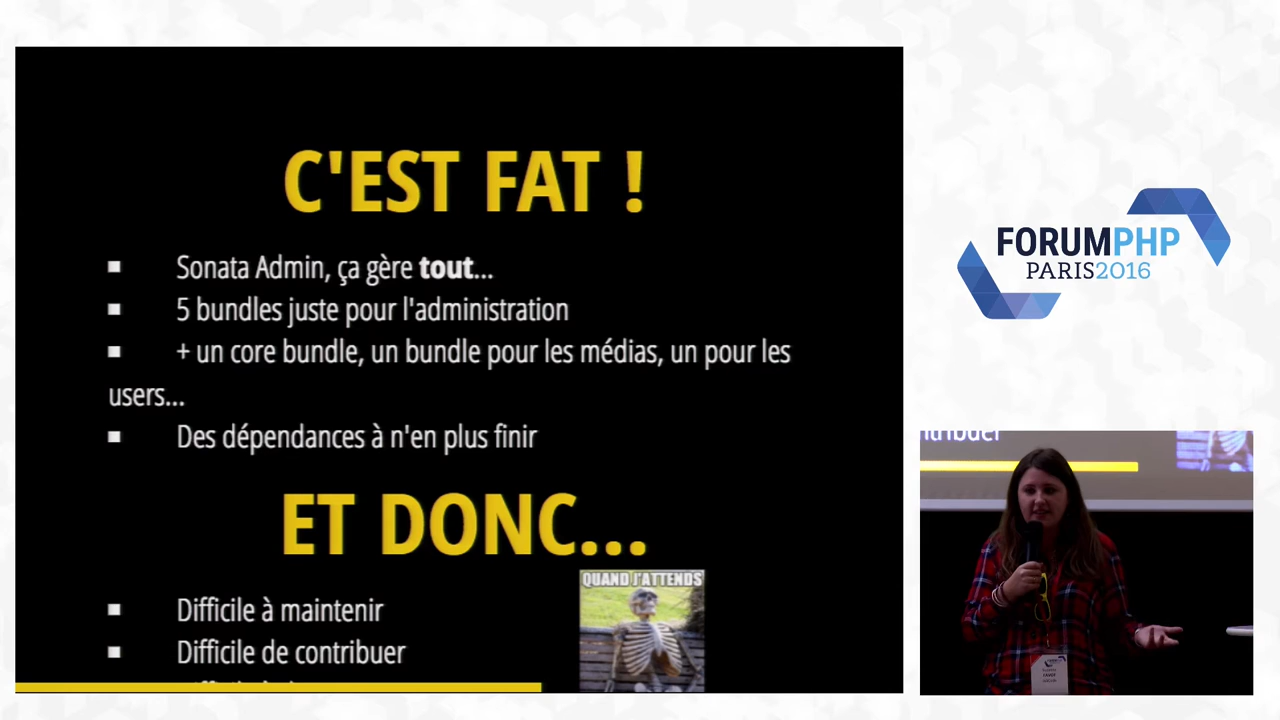 C'EST FAT !
Sonata Admin, ça gère tout...
5 bundles juste pour l'administration
+ un core bundle, un bundle pour les médias, un pour les
users...
Des dépendances à n'en plus finir
ET DONC...
QUAND J'ATTENDS
Difficile à maintenir
Difficile de contribuer
FORUMPHP
PARIS2016